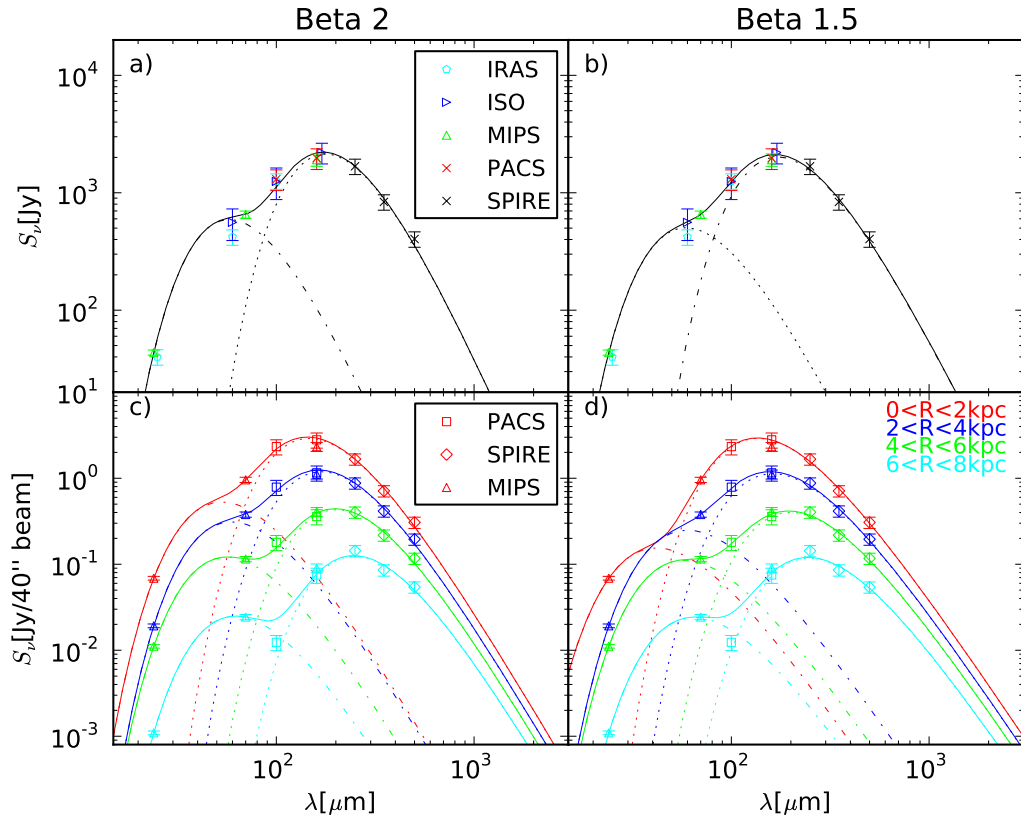 Beta 2
Beta 1.5
a)
IRAS
ISO
MIPS
PACS
SPIRE
b)
10^4
10^3
10^2
10^1
S_ν[Jy]
c)
PACS
SPIRE
MIPS
d)
0<R<2kpc
2<R<4kpc
4<R<6kpc
6<R<8kpc
10^0
10^-1
10^-2
10^-3
S_ν[Jy/40'' beam]
10^2
10^3
10^2
10^3
λ[μm]
λ[μm]